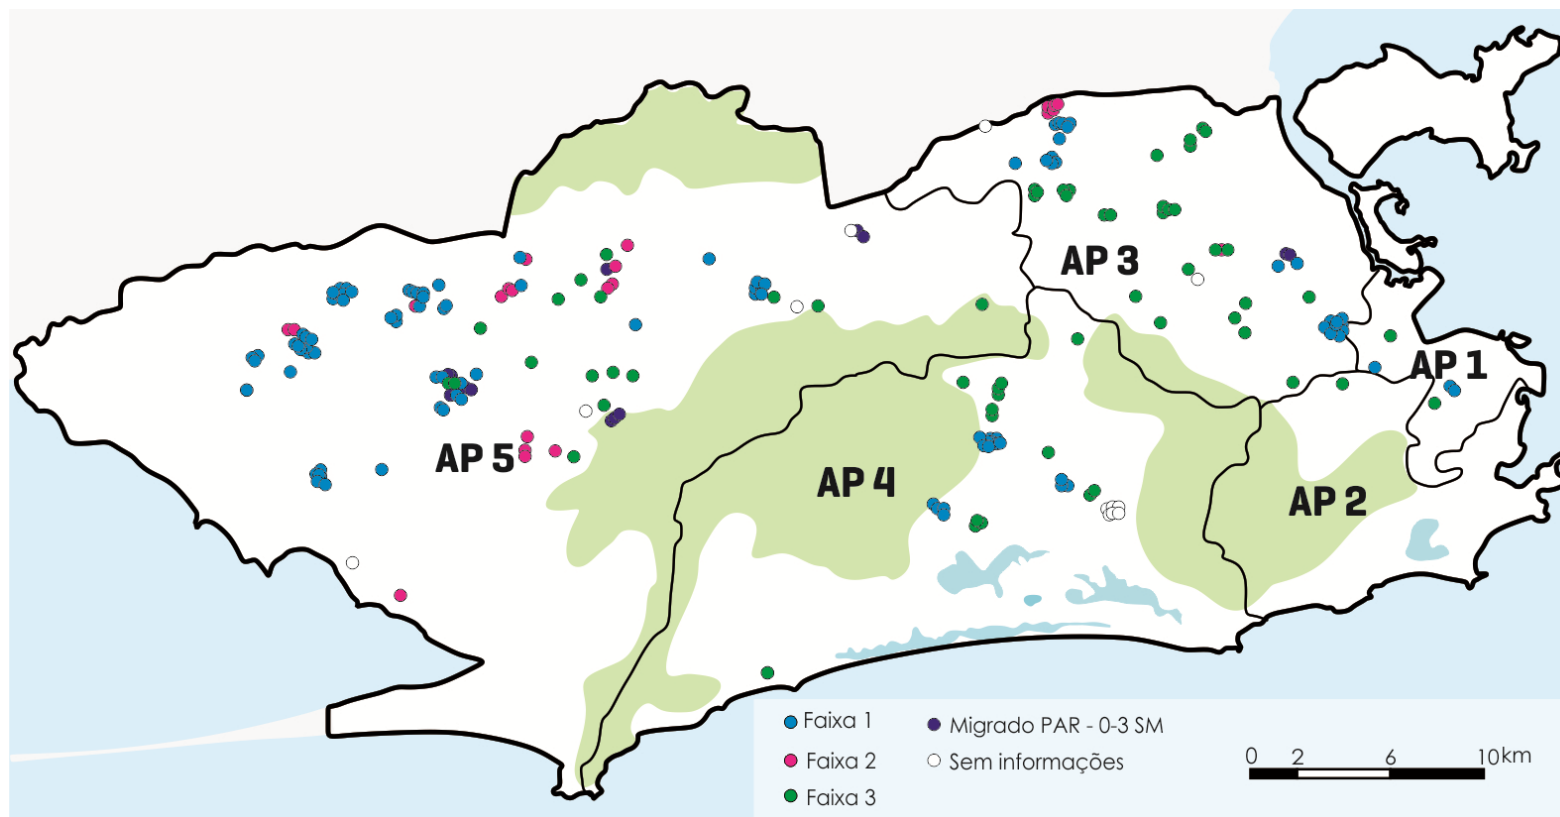 AP 3
AP 1
AP 5
AP 4
AP 2
Faixa 1
Faixa 2
Faixa 3
Migrado PAR - 0-3 SM
Sem informações
0 2 6 10km